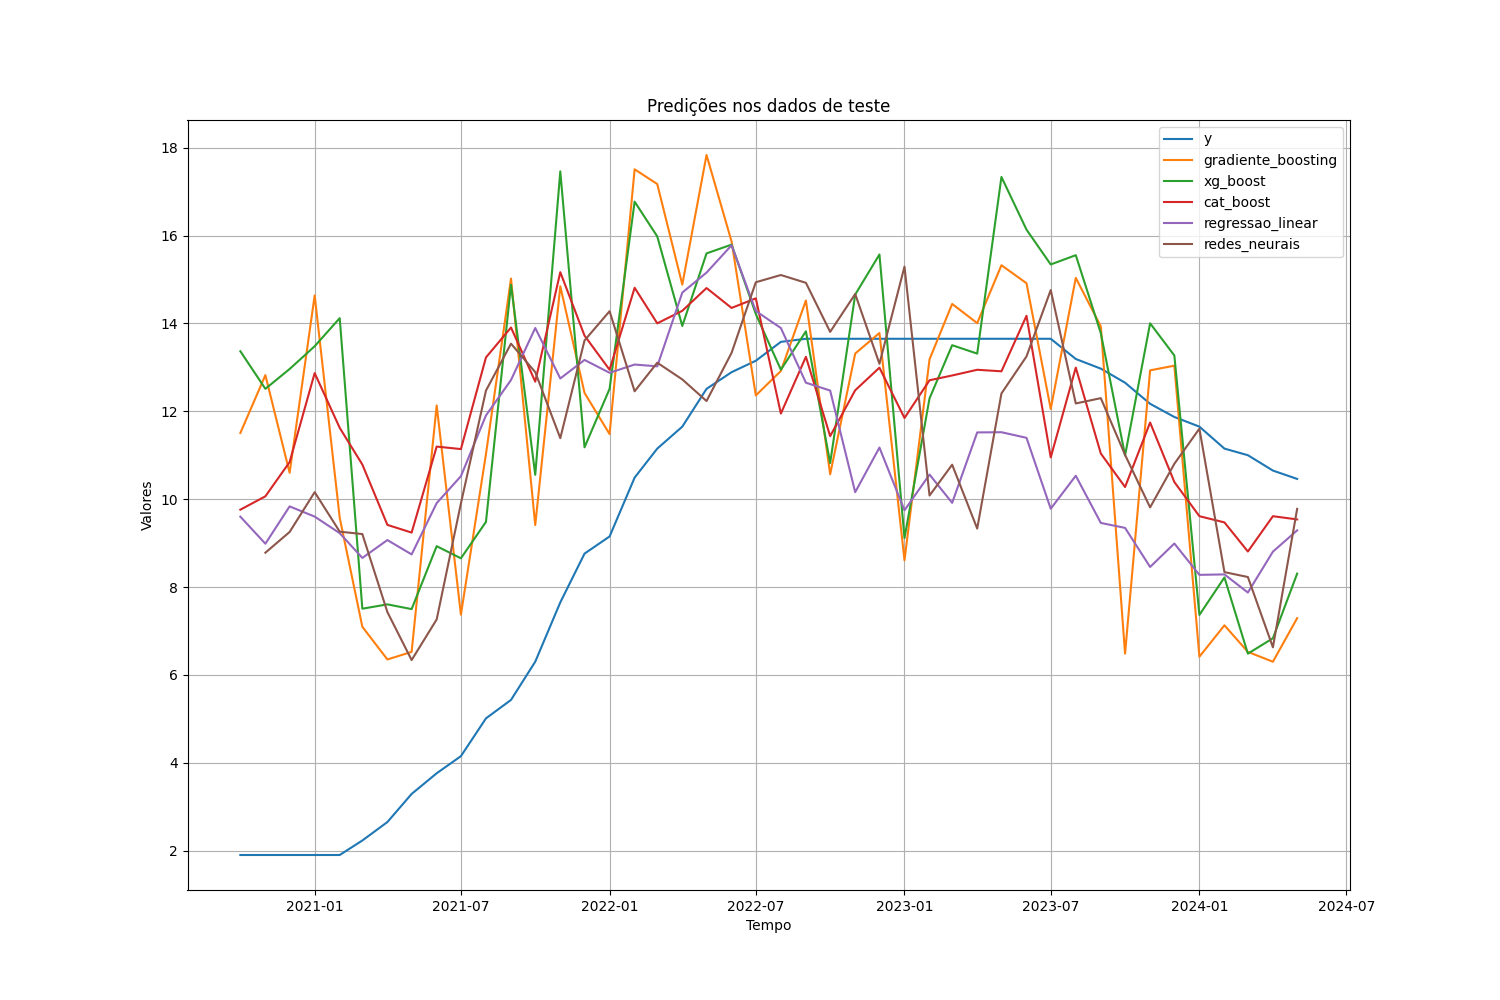 Predições nos dados de teste
y
gradiente_boosting
xg_boost
cat_boost
regressao_linear
redes_neurais
18
16
14
12
10
8
6
4
2
Valores
2021-01 2021-07 2022-01 2022-07 2023-01 2023-07 2024-01 2024-07
Tempo